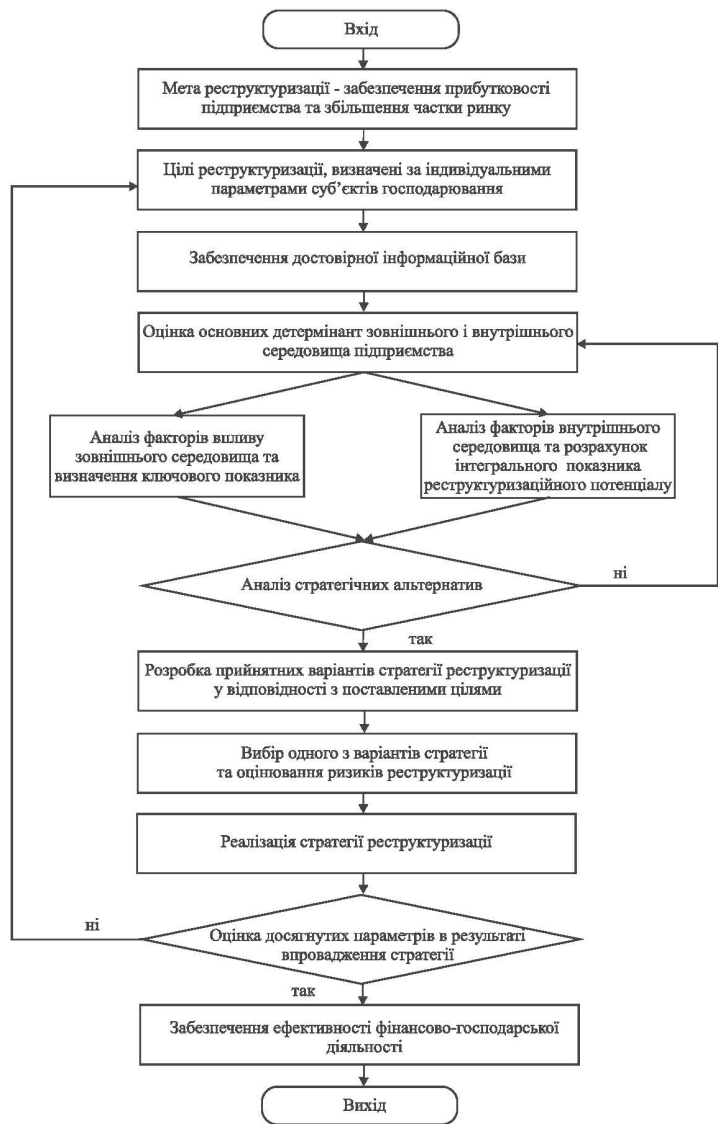 Вхід
Мета реструктуризації - забезпечення прибутковості
підприємства та збільшення частки ринку
Цілі реструктуризації, визначені за індивідуальними
параметрами суб’єктів господарювання
Забезпечення достовірної інформаційної бази
Оцінка основних детермінант зовнішнього і внутрішнього
середовища підприємства
Аналіз факторів впливу
зовнішнього середовища та
визначення ключового показника
Аналіз факторів внутрішнього
середовища та розрахунок
інтегрального показника
реструктуризаційного потенціалу
Аналіз стратегічних альтернатив
ні
так
Розробка прийнятних варіантів стратегії реструктуризації
у відповідності з поставленими цілями
Вибір одного з варіантів стратегії
та оцінювання ризиків реструктуризації
Реалізація стратегії реструктуризації
ні
Оцінка досягнутих параметрів в результаті
впровадження стратегії
так
Забезпечення ефективності фінансово-господарської
діяльності
Вихід